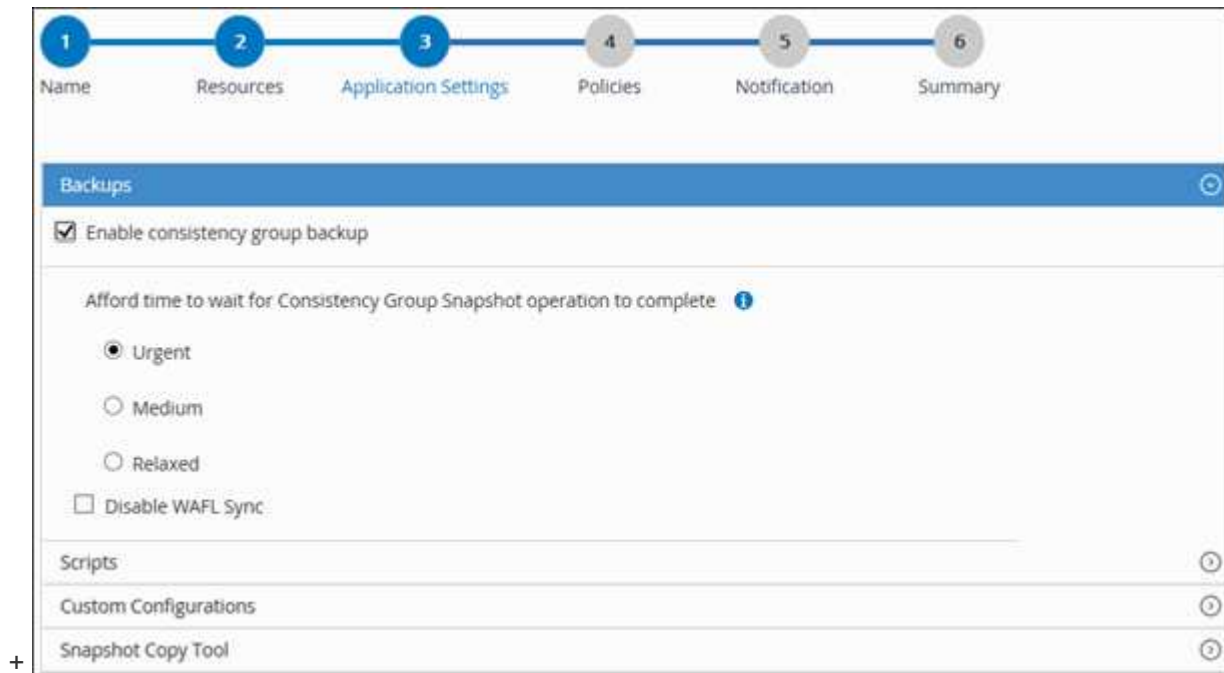 1 2 3 4 5 6
Name Resources Application Settings Policies Notification Summary
Backups
Enable consistency group backup
Afford time to wait for Consistency Group Snapshot operation to complete i
Urgent
Medium
Relaxed
Disable WAFL Sync
Scripts
Custom Configurations
Snapshot Copy Tool
+